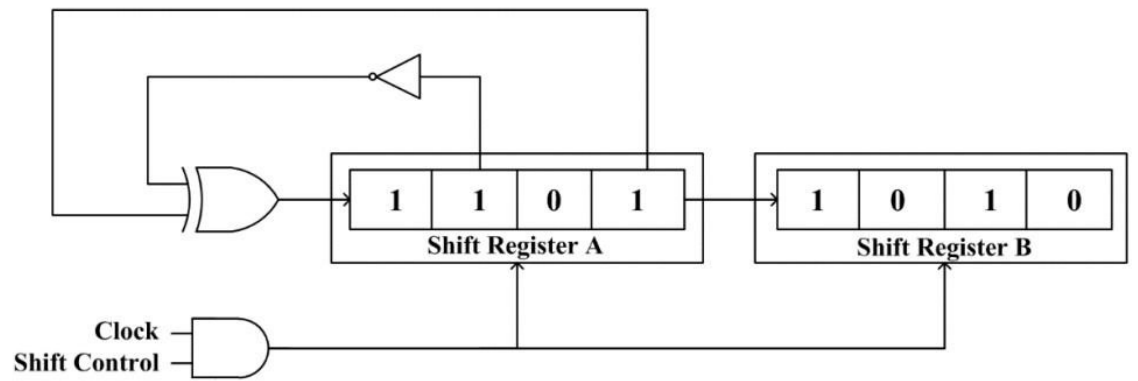 1 1 0 1
1 0 1 0
Shift Register A
Shift Register B
Clock
Shift Control